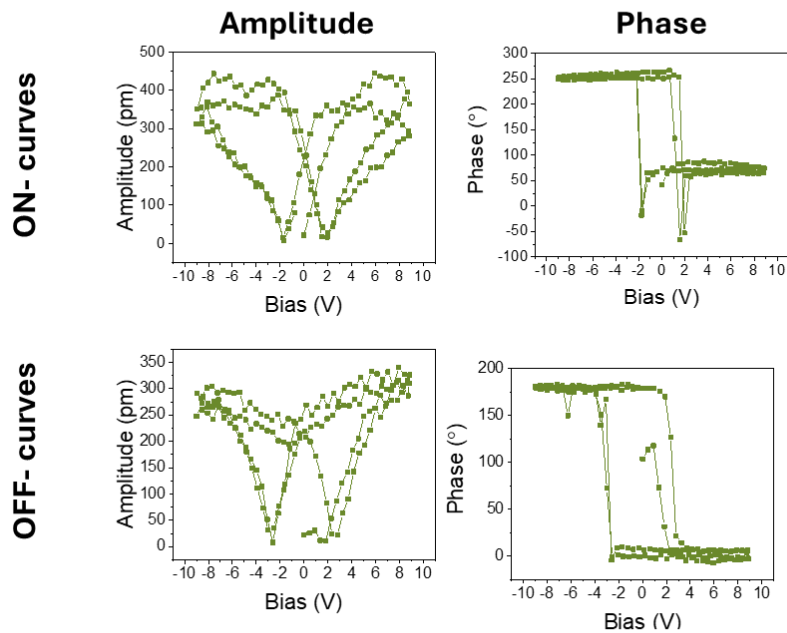 Amplitude
Phase
ON- curves
500
400
300
200
100
0
Amplitude (pm)
-10 -8 -6 -4 -2 0 2 4 6 8 10
Bias (V)
300
250
200
150
100
50
0
-50
-100
Phase (°)
-10 -8 -6 -4 -2 0 2 4 6 8 10
Bias (V)
OFF- curves
350
300
250
200
150
100
50
0
Amplitude (pm)
-10 -8 -6 -4 -2 0 2 4 6 8 10
Bias (V)
200
150
100
50
0
Phase (°)
-10 -8 -6 -4 -2 0 2 4 6 8 10
Bias (V)